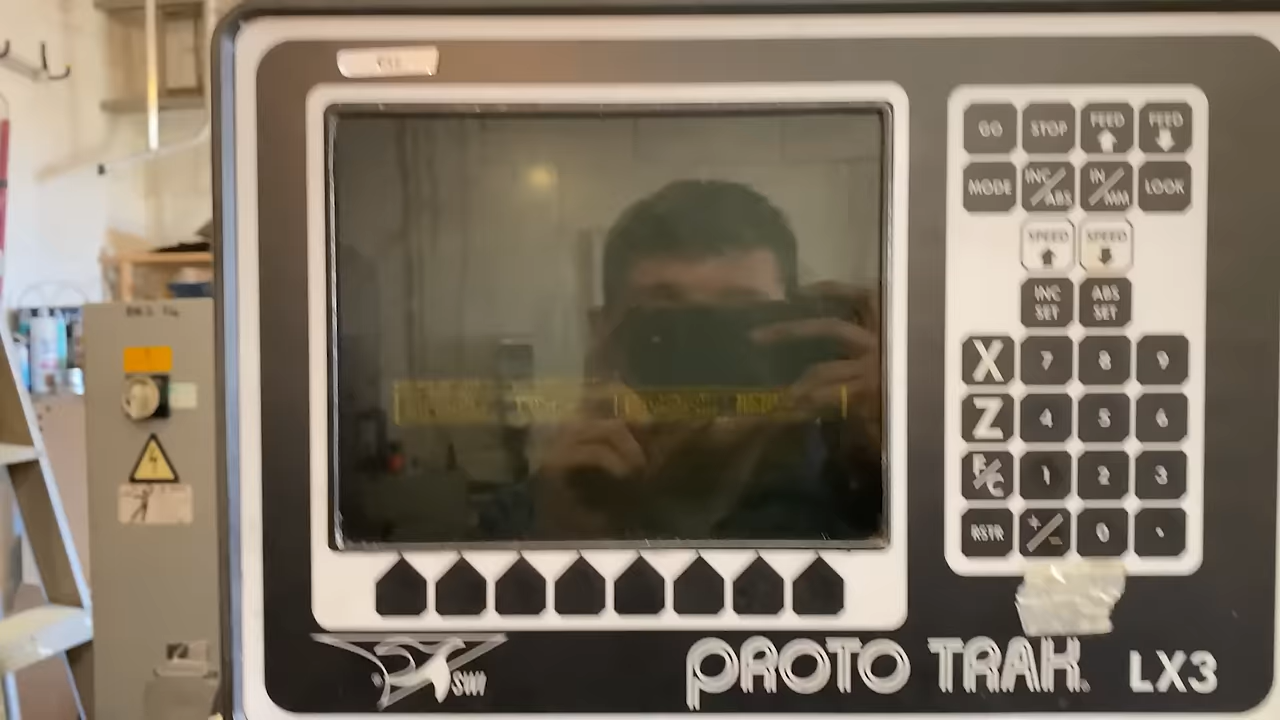 GO STOP FEED FEED
MODE INC/ABS IN/MM LOOK
SPEED SPEED
INC SET ABS SET
X 7 8 9
Z 4 5 6
F/C 1 2 3
RSTR +/- 0 .
SWI
PROTO TRAK. LX3